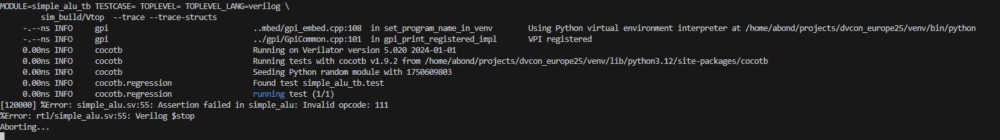 MODULE=simple_alu_tb TESTCASE= TOPLEVEL= TOPLEVEL_LANG=verilog \
sim_build/Vtop --trace --trace-structs
-.--ns INFO gpi ..mbed/gpi_embed.cpp:108 in set_program_name_in_venv Using Python virtual environment interpreter at /home/abond/projects/dvcon_europe25/venv/bin/python
-.--ns INFO gpi ../gpi/GpiCommon.cpp:101 in gpi_print_registered_impl VPI registered
0.00ns INFO cocotb Running on Verilator version 5.020 2024-01-01
0.00ns INFO cocotb Running tests with cocotb v1.9.2 from /home/abond/projects/dvcon_europe25/venv/lib/python3.12/site-packages/cocotb
0.00ns INFO cocotb Seeding Python random module with 1750609803
0.00ns INFO cocotb.regression Found test simple_alu_tb.test
0.00ns INFO cocotb.regression running test (1/1)
[120000] %Error: simple_alu.sv:55: Assertion failed in simple_alu: Invalid opcode: 111
%Error: rtl/simple_alu.sv:55: Verilog $stop
Aborting...